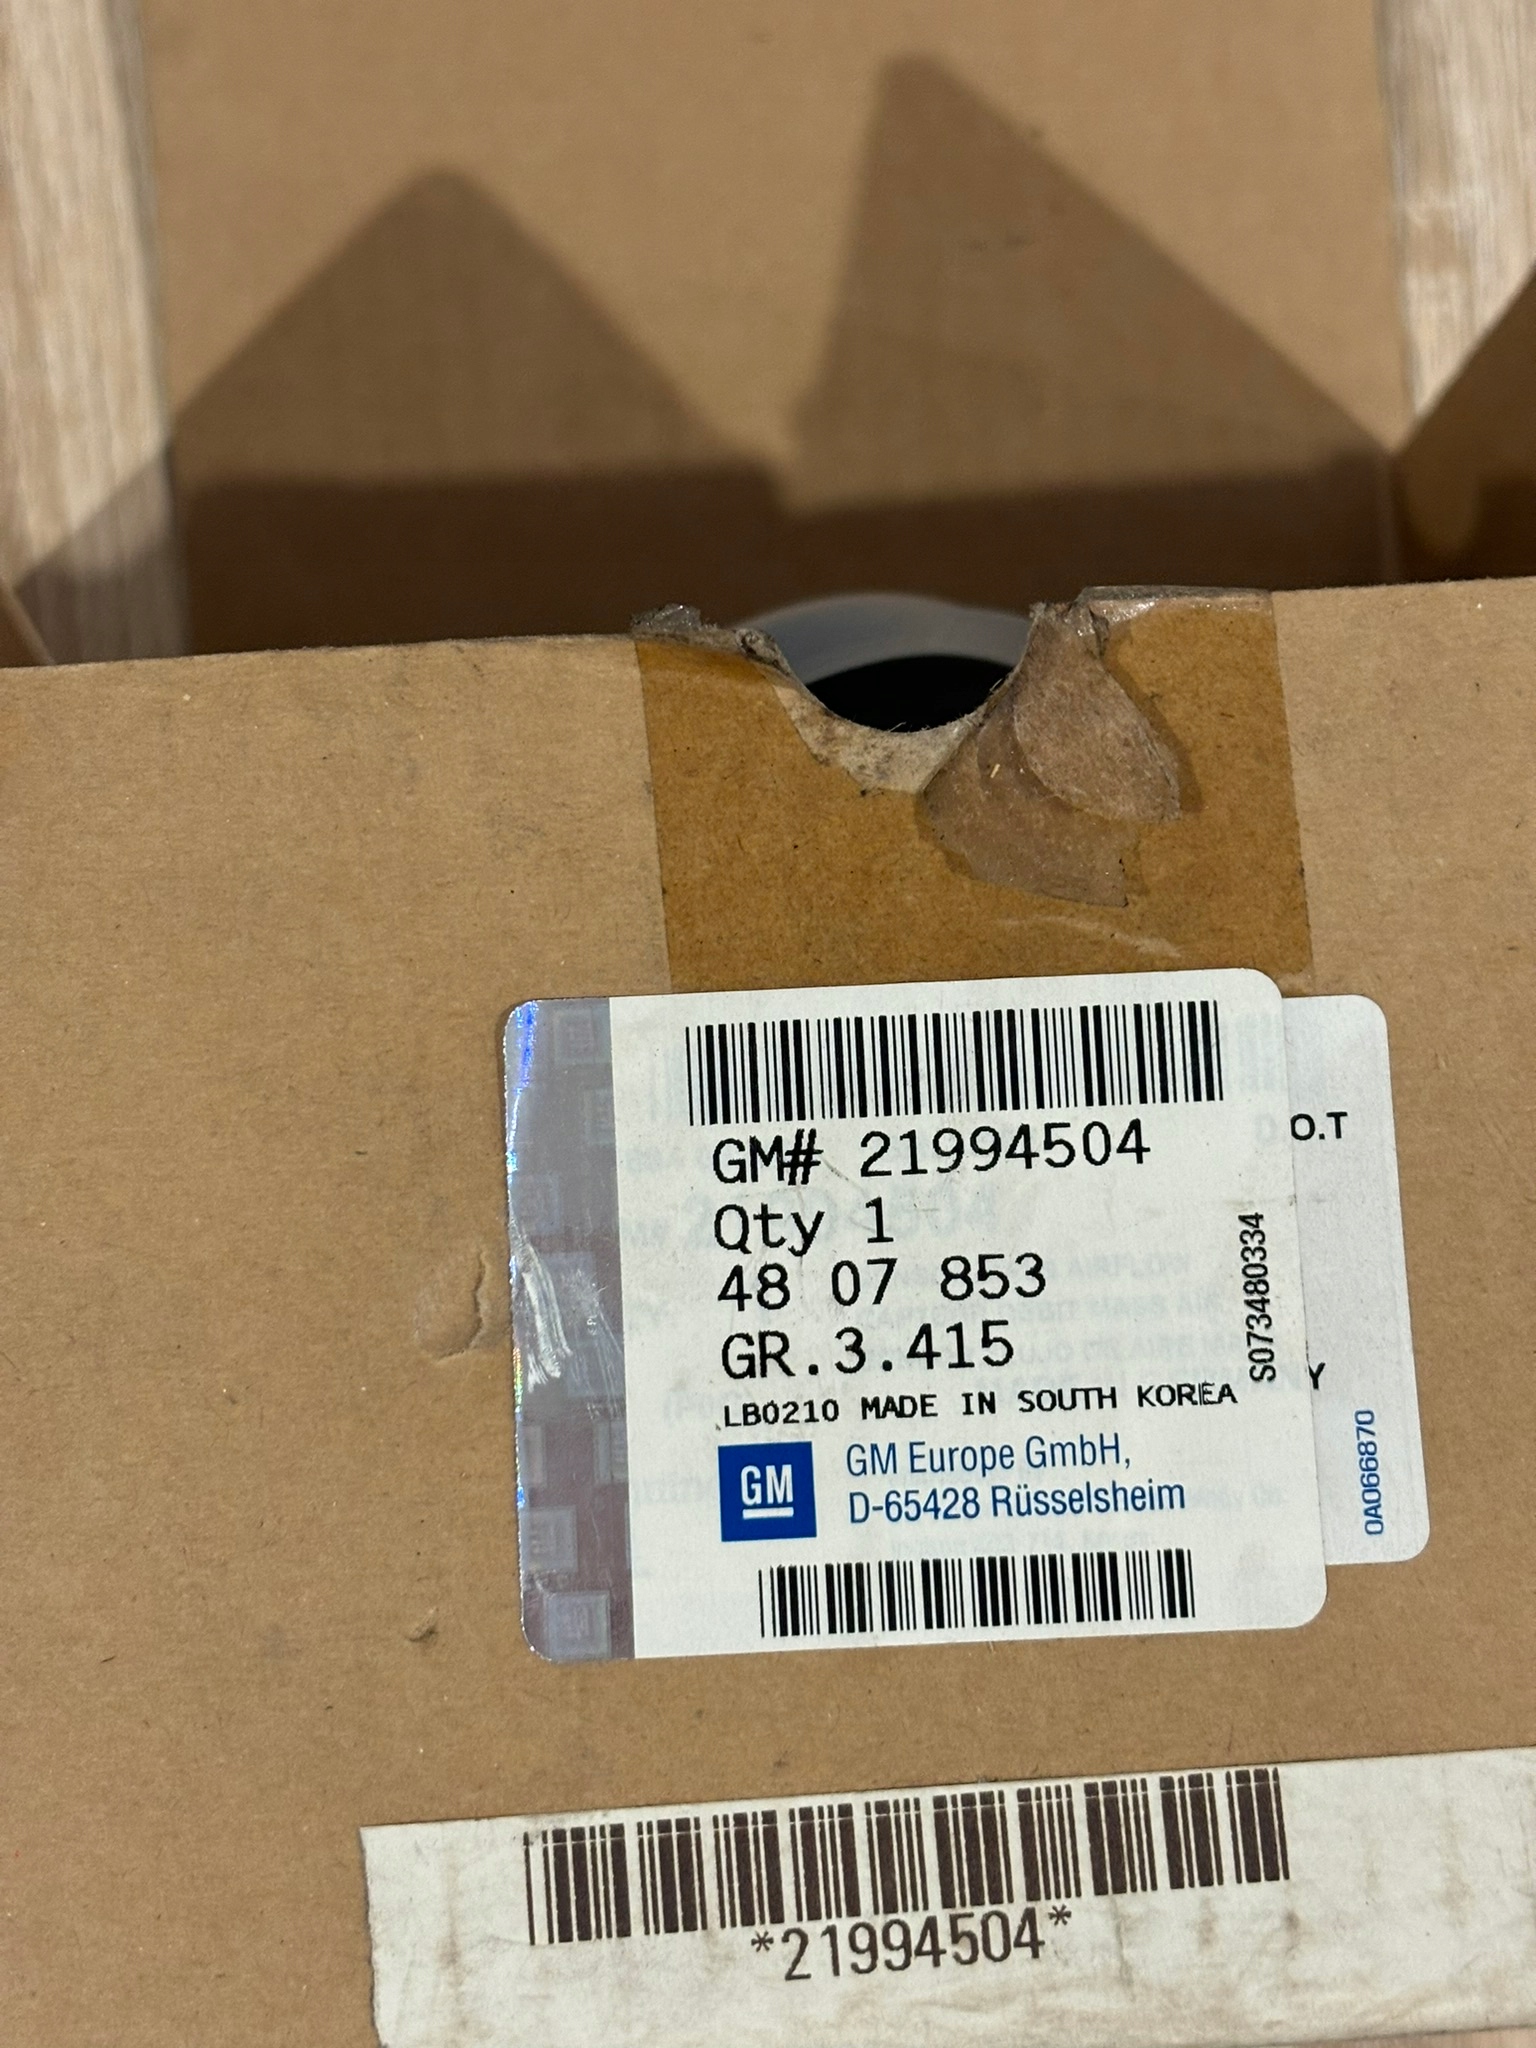 GM# 21994504
Qty 1
48 07 853
GR.3.415
LB0210 MADE IN SOUTH KOREA
GM
GM Europe GmbH,
D-65428 Rüsselsheim
S073480334
O.T
Y
0A066870
*21994504*